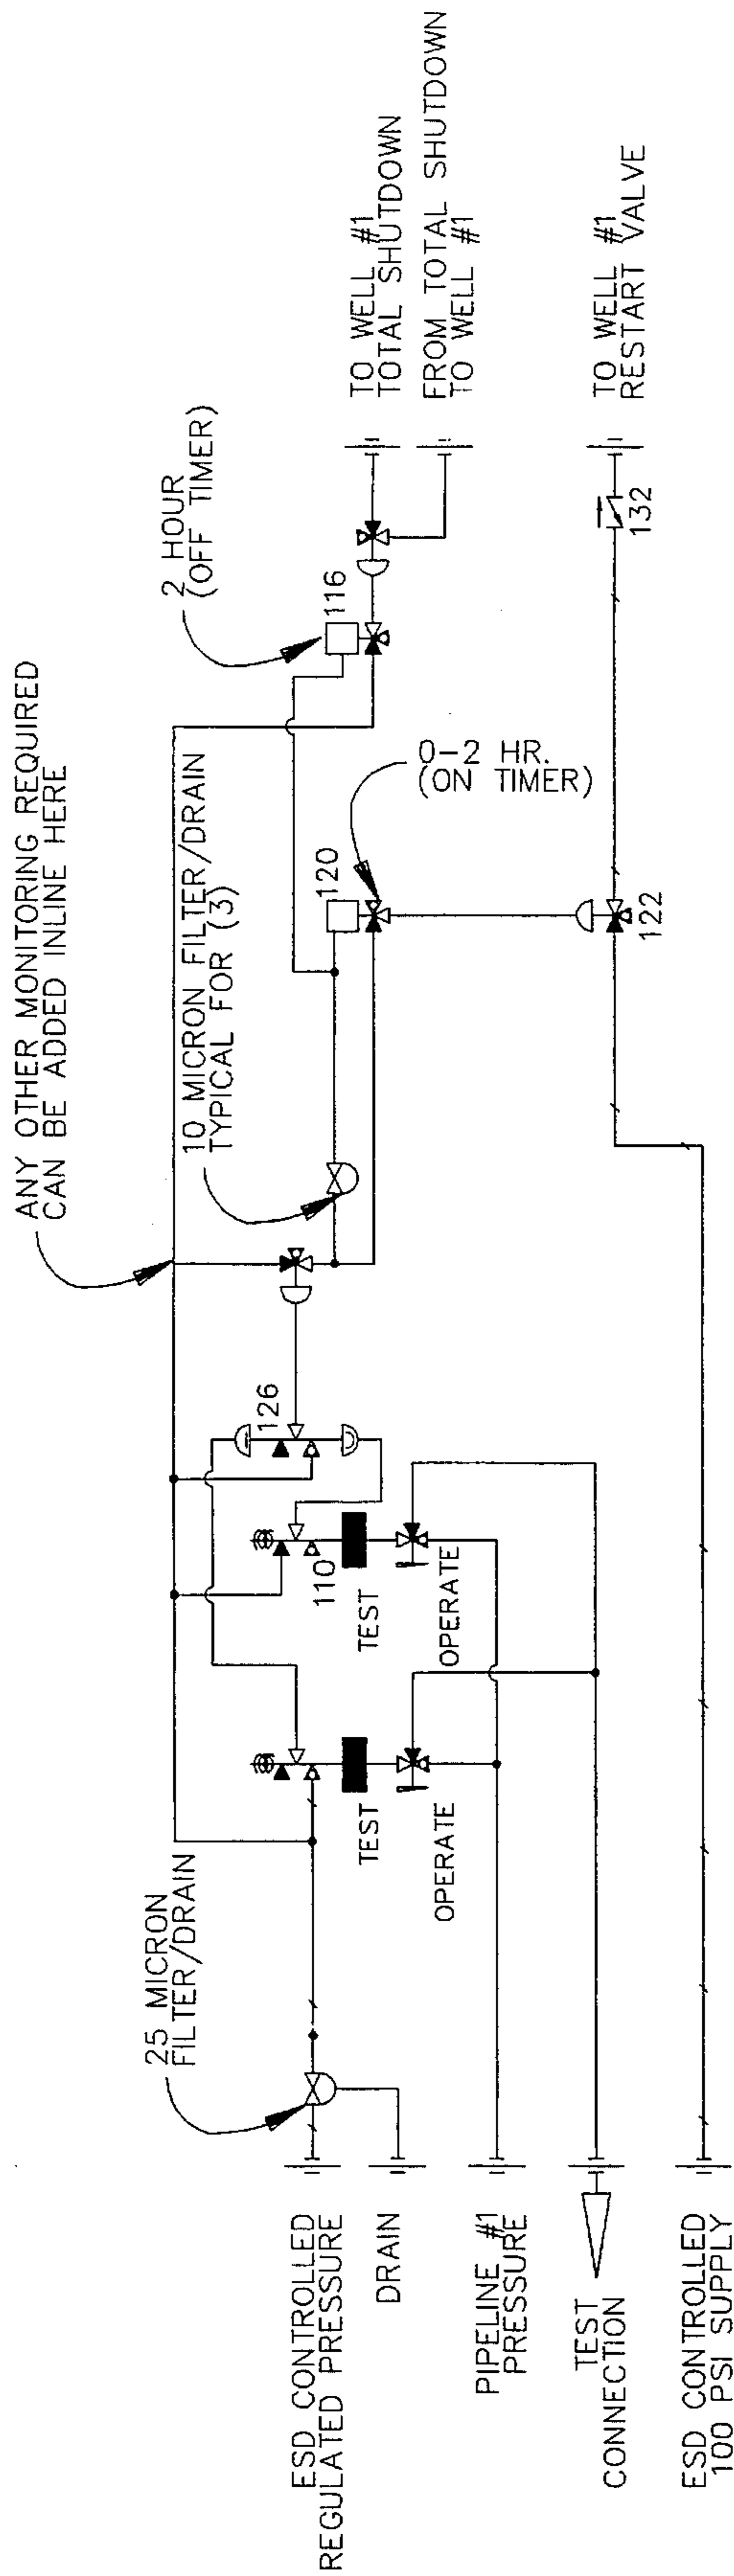 ANY OTHER MONITORING REQUIRED
CAN BE ADDED INLINE HERE
25 MICRON
FILTER/DRAIN
10 MICRON FILTER/DRAIN
TYPICAL FOR (3)
2 HOUR
(OFF TIMER)
126
120
116
110
TEST
TEST
OPERATE
OPERATE
0-2 HR.
(ON TIMER)
122
132
ESD CONTROLLED
REGULATED PRESSURE
DRAIN
PIPELINE #1
PRESSURE
TEST
CONNECTION
ESD CONTROLLED
100 PSI SUPPLY
TO WELL #1
TOTAL SHUTDOWN
FROM TOTAL SHUTDOWN
TO WELL #1
TO WELL #1
RESTART VALVE